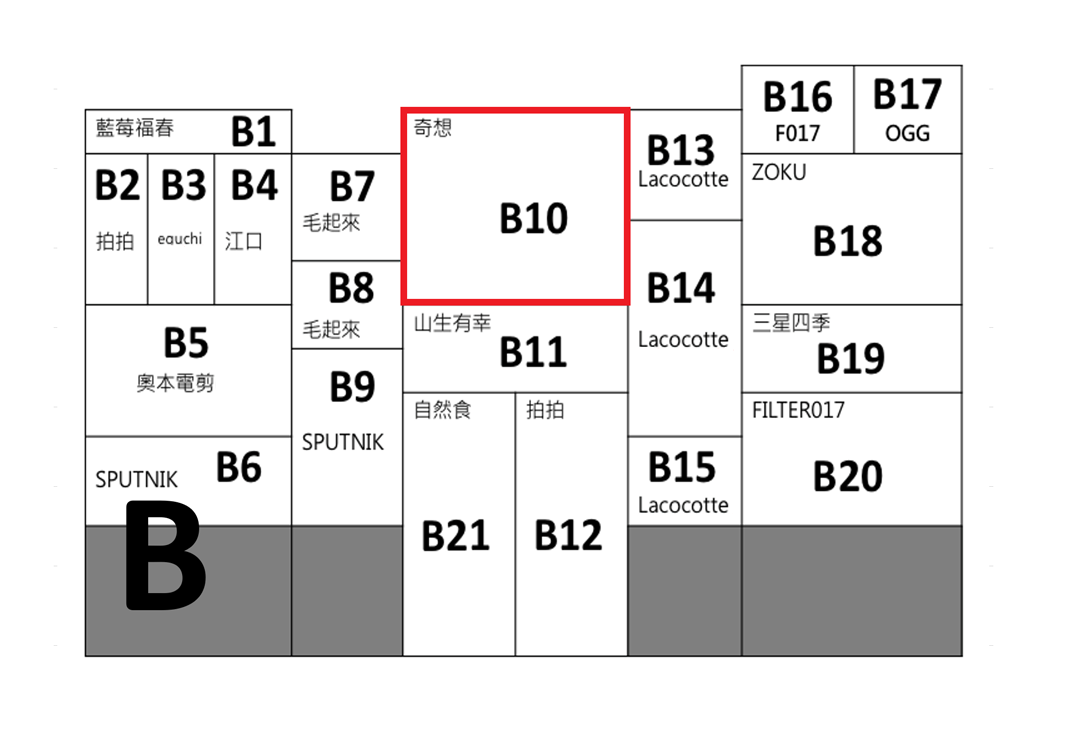 藍莓福春 B1
B2
拍拍
B3
eguchi
B4
江口
B5
奧本電剪
B6
SPUTNIK
B
B7
毛起來
B8
毛起來
B9
SPUTNIK
奇想
B10
山生有幸
B11
自然食
B21
拍拍
B12
B13
Lacocotte
B14
Lacocotte
B15
Lacocotte
B16
F017
B17
OGG
ZOKU
B18
三星四季
B19
FILTER017
B20